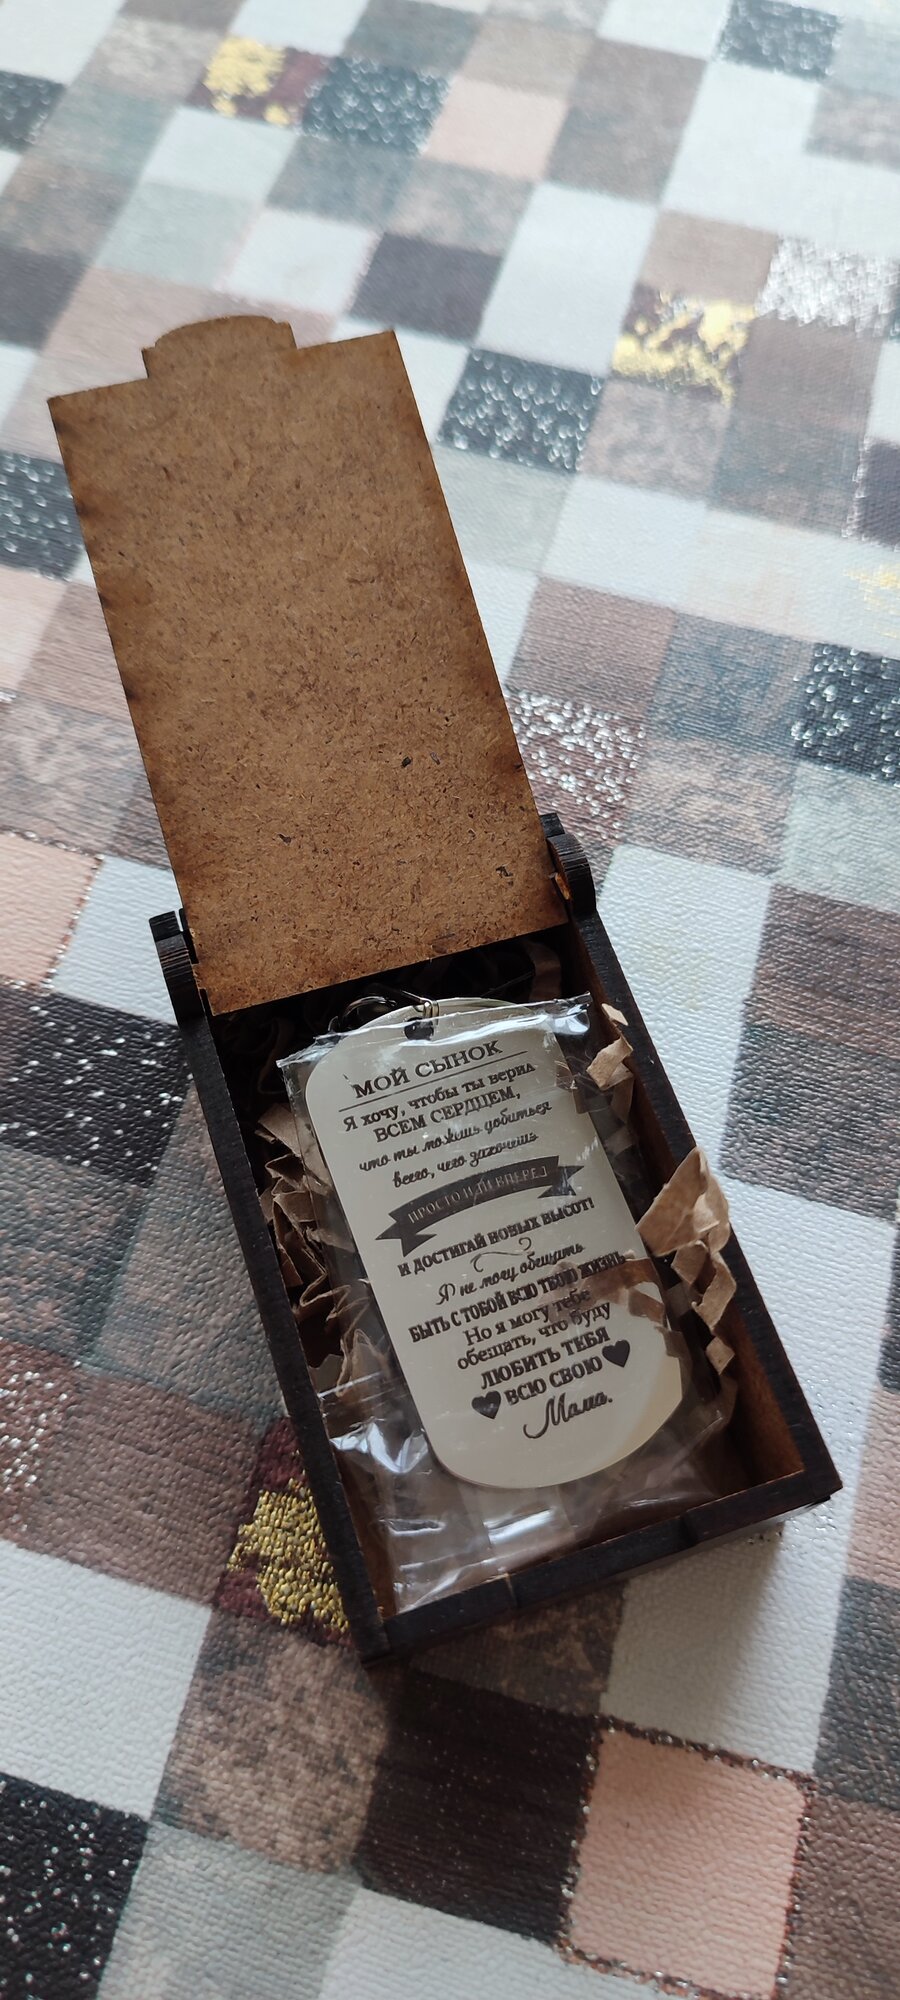 МОЙ СЫНОК
Я хочу, чтобы ты верил
ВСЕМ СЕРДЦЕМ,
что ты можешь добиться
всего, чего захочешь
ПРОСТО ИДИ ВПЕРЕД
И ДОСТИГАЙ НОВЫХ ВЫСОТ!
Я не могу обещать
БЫТЬ С ТОБОЙ ВСЮ ТВОЮ ЖИЗНЬ
Но я могу тебе
обещать, что буду
ЛЮБИТЬ ТЕБЯ
ВСЮ СВОЮ
Мама.